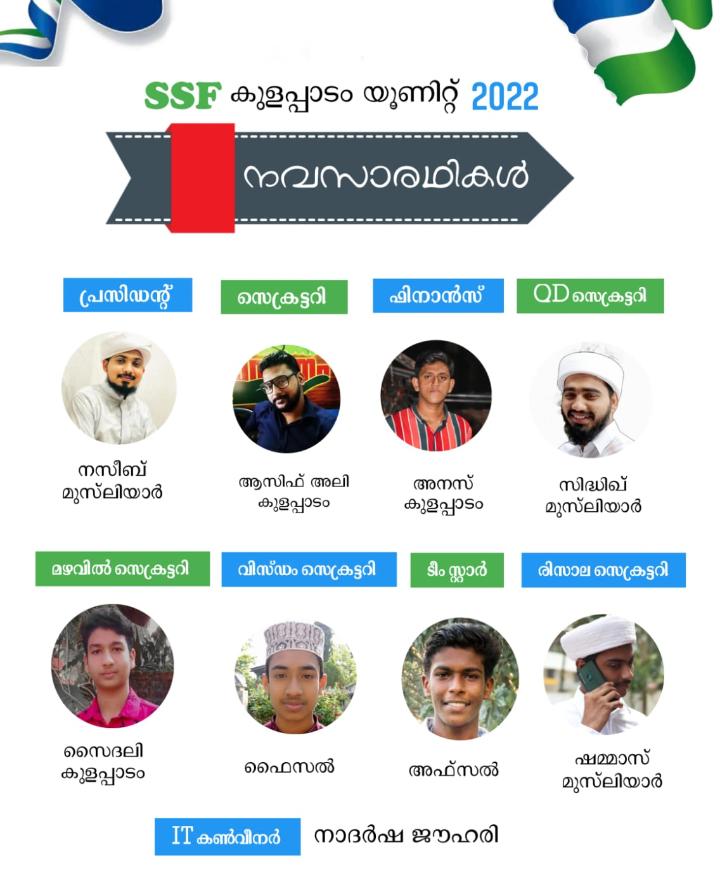 SSF കുളപ്പാടം യൂണിറ്റ് 2022
നവസാരഥികൾ
പ്രസിഡന്റ് സെക്രട്ടറി ഫിനാൻസ് QD സെക്രട്ടറി
നസീബ് മുസ്‌ലിയാർ
ആസിഫ് അലി കുളപ്പാടം
അനസ് കുളപ്പാടം
സിദ്ധിഖ് മുസ്‌ലിയാർ
മഴവിൽ സെക്രട്ടറി വിസ്ഡം സെക്രട്ടറി ടീം സ്റ്റാർ രിസാല സെക്രട്ടറി
സൈദലി കുളപ്പാടം
ഫൈസൽ
അഫ്സൽ
ഷമ്മാസ് മുസ്‌ലിയാർ
IT കൺവീനർ നാദർഷ ജൗഹരി